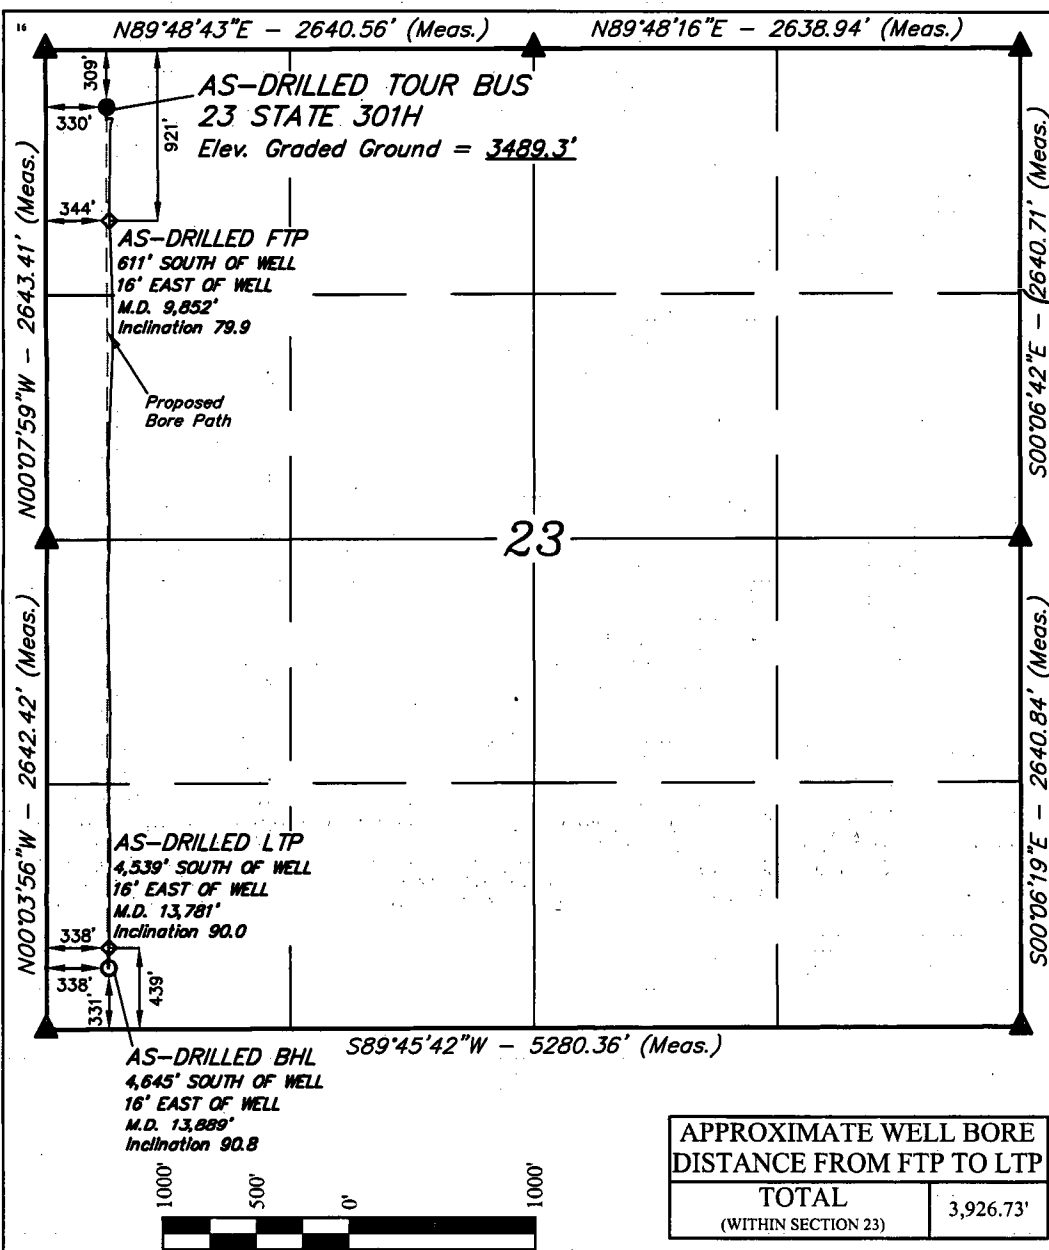 16
N89°48'43"E - 2640.56' (Meas.)
N89°48'16"E - 2638.94' (Meas.)
309'
330'
921'
AS-DRILLED TOUR BUS
23 STATE 301H
Elev. Graded Ground = 3489.3'
344'
AS-DRILLED FTP
611' SOUTH OF WELL
16' EAST OF WELL
M.D. 9,852'
Inclination 79.9
Proposed
Bore Path
N00°07'59"W - 2643.41' (Meas.)
S00°06'42"E - 2640.71' (Meas.)
23
N00°03'56"W - 2642.42' (Meas.)
S00°06'19"E - 2640.84' (Meas.)
AS-DRILLED LTP
4,539' SOUTH OF WELL
16' EAST OF WELL
M.D. 13,781'
Inclination 90.0
338'
338'
331'
439'
S89°45'42"W - 5280.36' (Meas.)
AS-DRILLED BHL
4,645' SOUTH OF WELL
16' EAST OF WELL
M.D. 13,889'
Inclination 90.8
1000'
500'
0'
1000'
APPROXIMATE WELL BORE
DISTANCE FROM FTP TO LTP
TOTAL
(WITHIN SECTION 23)
3,926.73'